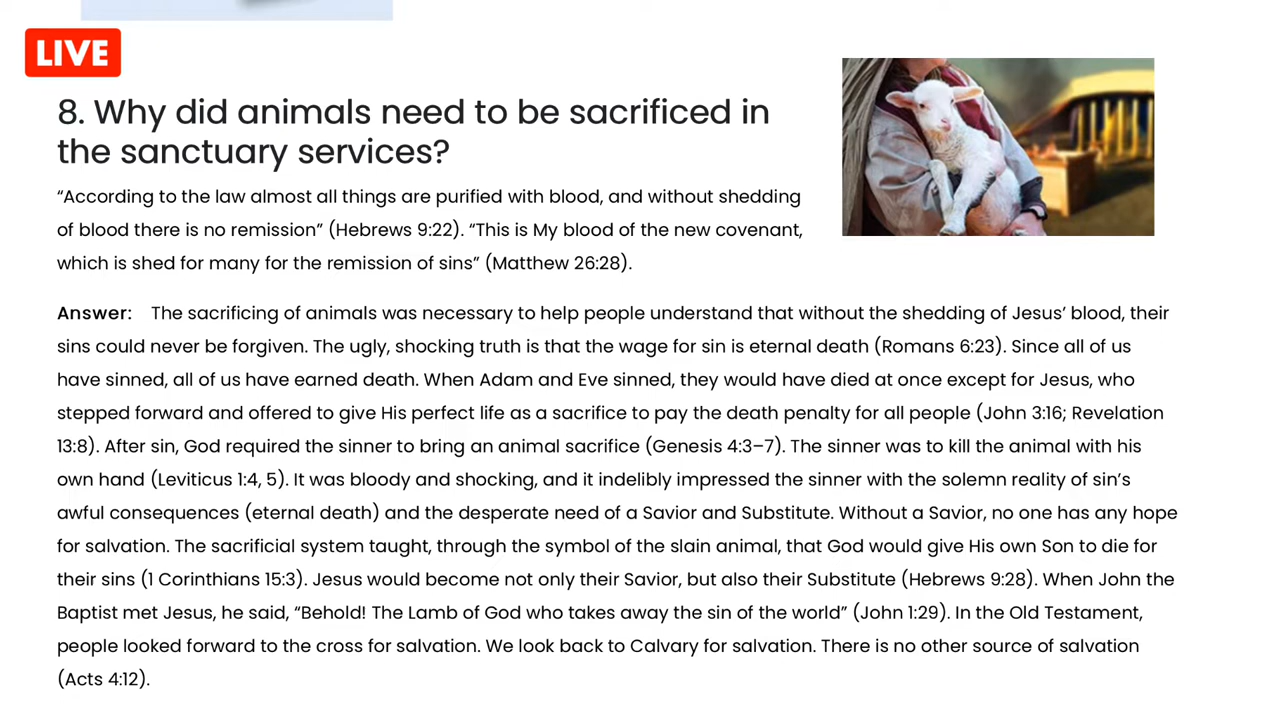 LIVE
8. Why did animals need to be sacrificed in
the sanctuary services?
“According to the law almost all things are purified with blood, and without shedding
of blood there is no remission” (Hebrews 9:22). “This is My blood of the new covenant,
which is shed for many for the remission of sins” (Matthew 26:28).
Answer: The sacrificing of animals was necessary to help people understand that without the shedding of Jesus’ blood, their
sins could never be forgiven. The ugly, shocking truth is that the wage for sin is eternal death (Romans 6:23). Since all of us
have sinned, all of us have earned death. When Adam and Eve sinned, they would have died at once except for Jesus, who
stepped forward and offered to give His perfect life as a sacrifice to pay the death penalty for all people (John 3:16; Revelation
13:8). After sin, God required the sinner to bring an animal sacrifice (Genesis 4:3–7). The sinner was to kill the animal with his
own hand (Leviticus 1:4, 5). It was bloody and shocking, and it indelibly impressed the sinner with the solemn reality of sin’s
awful consequences (eternal death) and the desperate need of a Savior and Substitute. Without a Savior, no one has any hope
for salvation. The sacrificial system taught, through the symbol of the slain animal, that God would give His own Son to die for
their sins (1 Corinthians 15:3). Jesus would become not only their Savior, but also their Substitute (Hebrews 9:28). When John the
Baptist met Jesus, he said, “Behold! The Lamb of God who takes away the sin of the world” (John 1:29). In the Old Testament,
people looked forward to the cross for salvation. We look back to Calvary for salvation. There is no other source of salvation
(Acts 4:12).